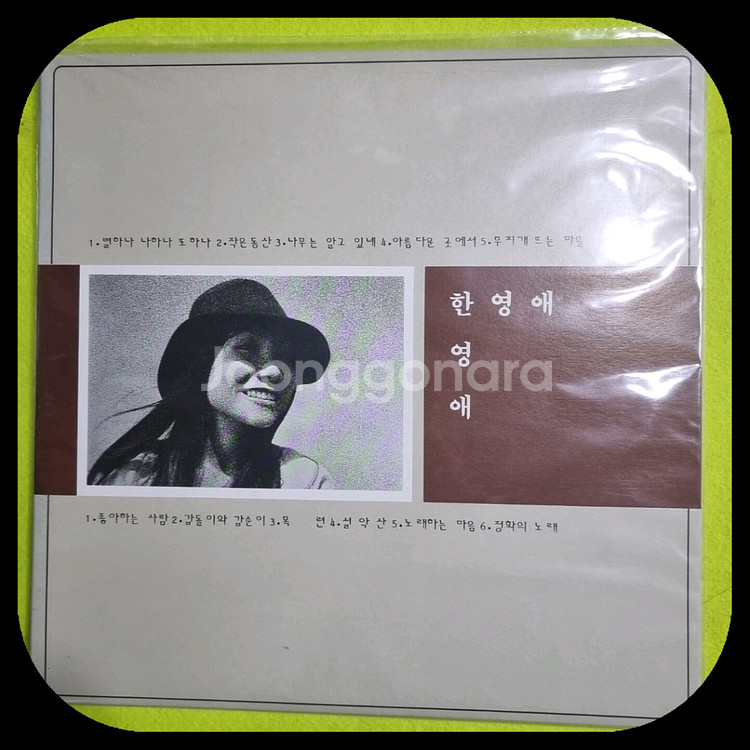 1.별하나 나하나 또하나 2.작은동산 3.나무는 알고 있네 4.아름다운 곳에서 5.무지개 뜨는 마음
한영애
영
애
Joonggonara
1.좋아하는 사람 2.갑돌이와 갑순이 3.목 련 4.설 악 산 5.노래하는 마음 6.정화의 노래